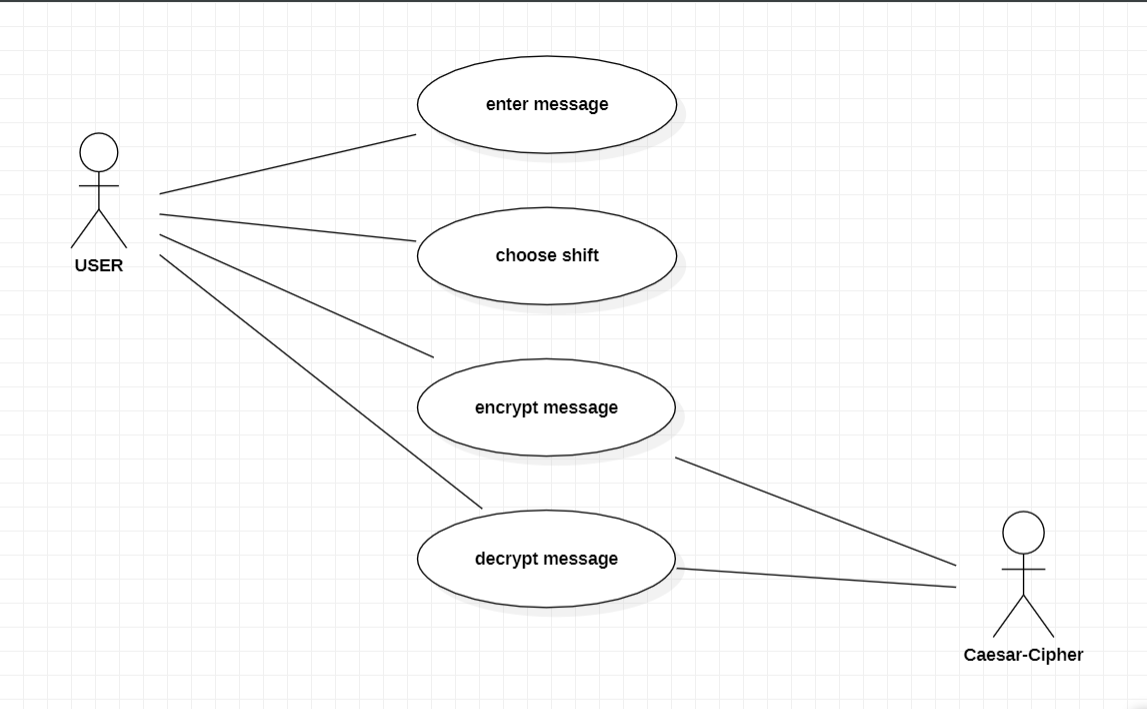 enter message
USER
choose shift
encrypt message
decrypt message
Caesar-Cipher